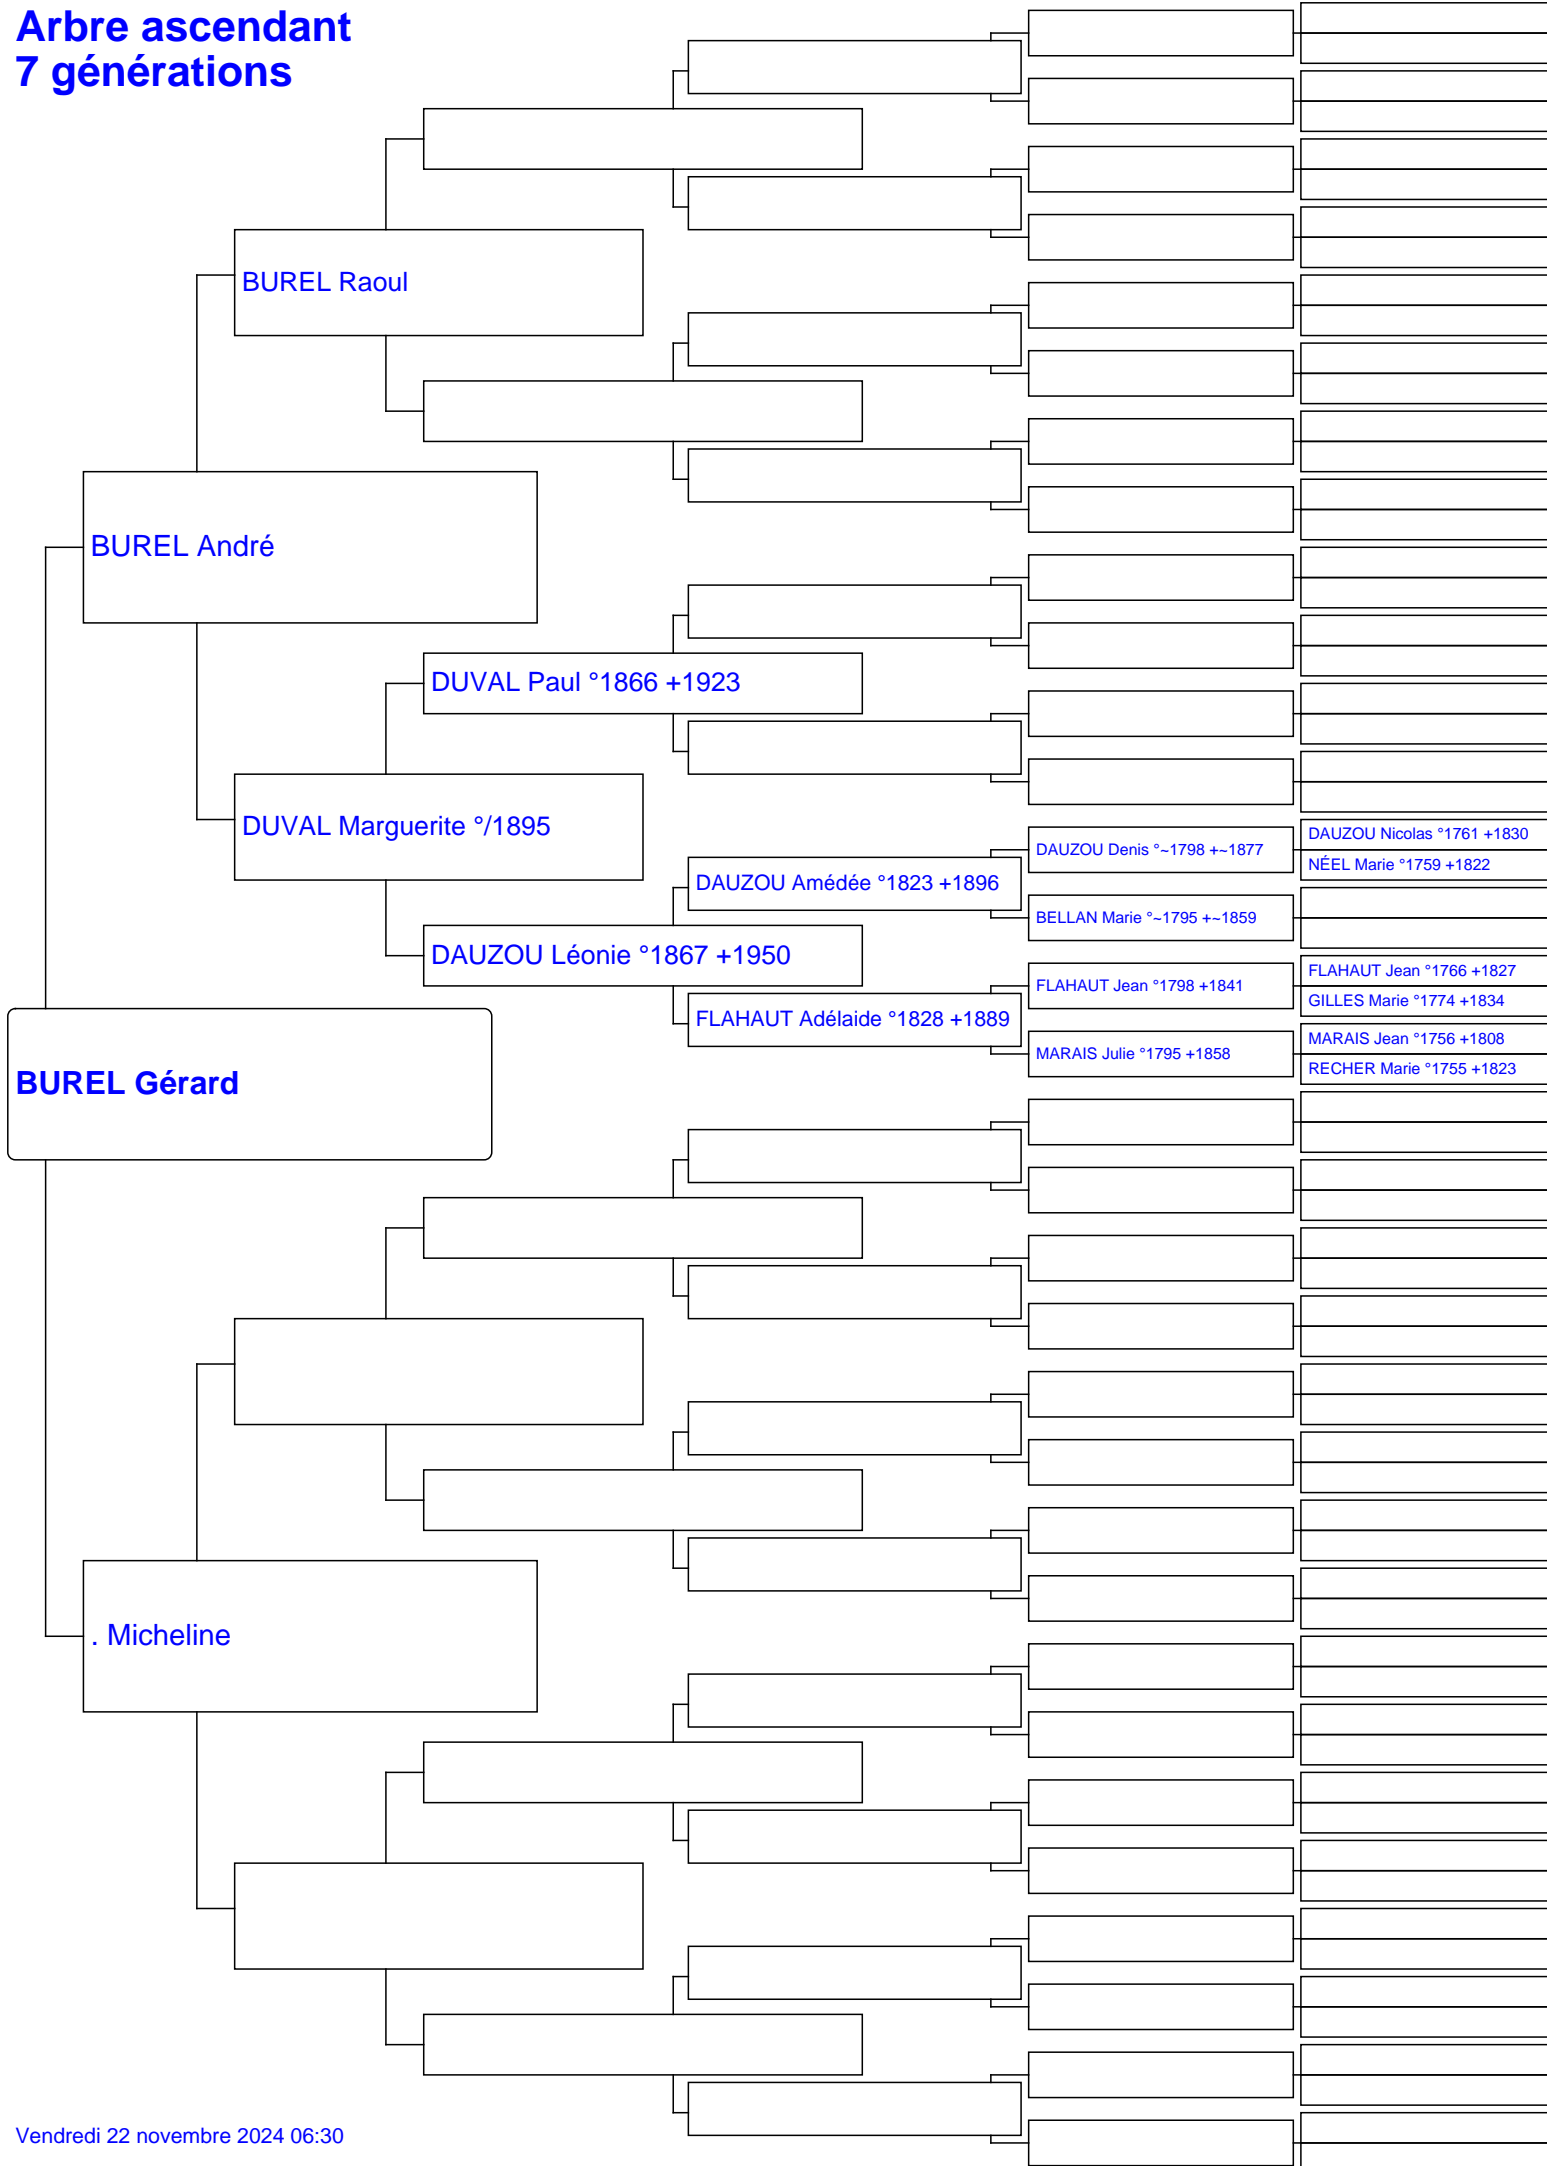 Arbre ascendant
7 générations
BUREL Raoul
BUREL André
DUVAL Paul °1866 +1923
DUVAL Marguerite °/1895
DAUZOU Nicolas °1761 +1830
DAUZOU Denis °~1798 +~1877
NÉEL Marie °1759 +1822
DAUZOU Amédée °1823 +1896
BELLAN Marie °~1795 +~1859
DAUZOU Léonie °1867 +1950
FLAHAUT Jean °1766 +1827
FLAHAUT Jean °1798 +1841
GILLES Marie °1774 +1834
FLAHAUT Adélaide °1828 +1889
MARAIS Jean °1756 +1808
MARAIS Julie °1795 +1858
RECHER Marie °1755 +1823
BUREL Gérard
. Micheline
Vendredi 22 novembre 2024 06:30